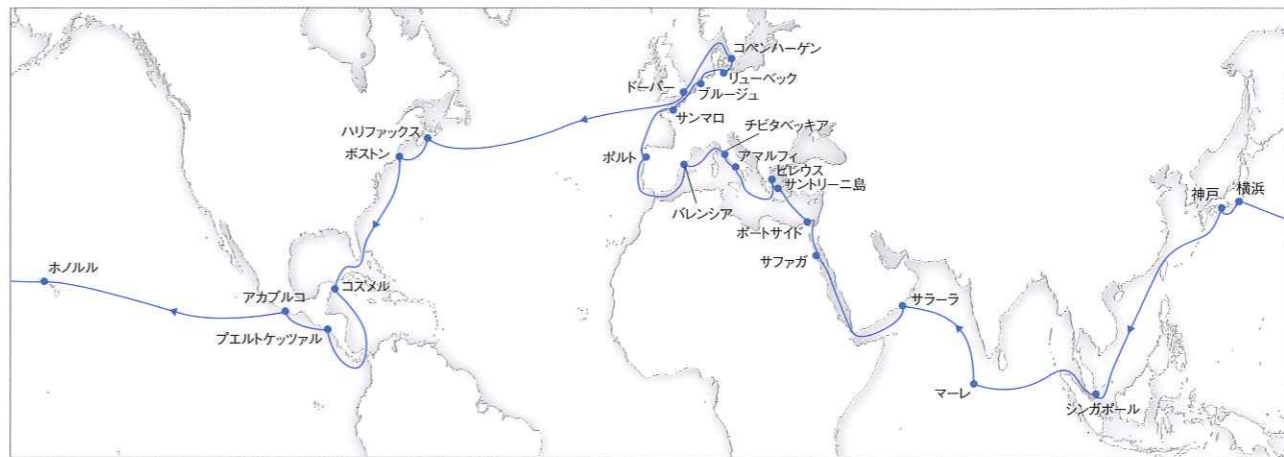 コペンハーゲン
リューベック
ドーバー
ブルージュ
サンマロ
チビタベッキア
ハリファックス
ボストン
ポルト
アマルフィ
ピレウス
サントリーニ島
バレンシア
神戸
横浜
ポートサイド
サファガ
ホノルル
コズメル
アカプルコ
サラーラ
プエルトケッツァル
マーレ
シンガポール